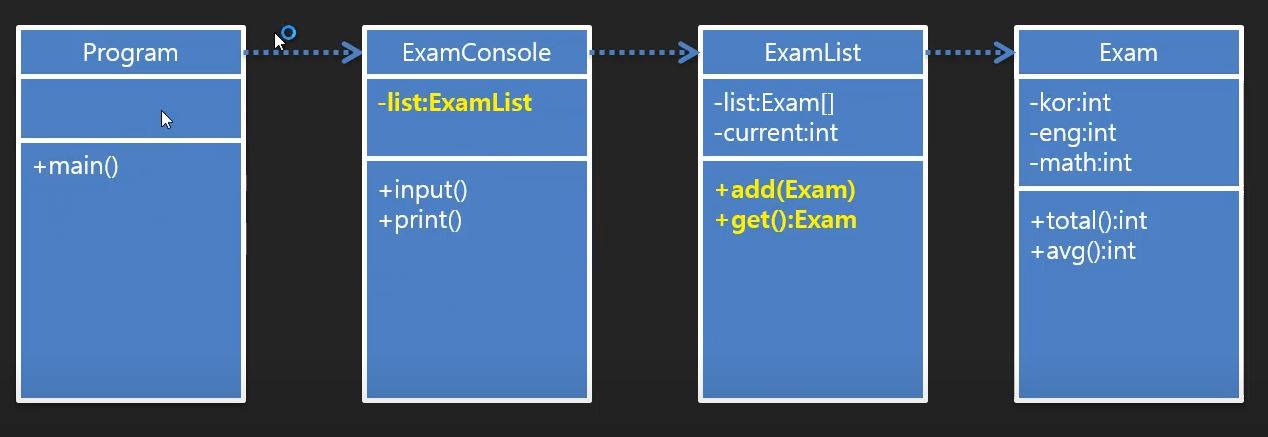 Program
+main()
ExamConsole
-list:ExamList
+input()
+print()
ExamList
-list:Exam[]
-current:int
+add(Exam)
+get():Exam
Exam
-kor:int
-eng:int
-math:int
+total():int
+avg():int